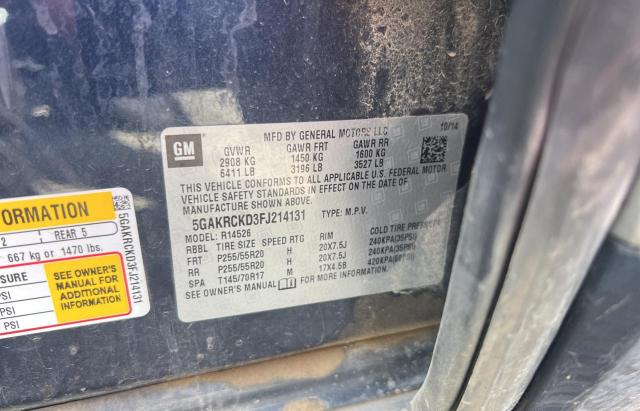 GM
MFD BY GENERAL MOTORS LLC 10/14
GVWR GAWR FRT GAWR RR
2908 KG 1450 KG 1600 KG
6411 LB 3196 LB 3527 LB
THIS VEHICLE CONFORMS TO ALL APPLICABLE U.S. FEDERAL MOTOR
VEHICLE SAFETY STANDARDS IN EFFECT ON THE DATE OF
MANUFACTURE SHOWN ABOVE.
5GAKRCKD3FJ214131 TYPE: M.P.V.
MODEL: R14526
RBBL TIRE SIZE SPEED RTG RIM COLD TIRE PRESSURE
FRT P255/55R20 H 20X7.5J 240KPA(35PSI)
RR P255/55R20 H 20X7.5J 240KPA(35PSI)
SPA T145/70R17 M 17X4.5B 420KPA(60PSI)
SEE OWNER'S MANUAL FOR MORE INFORMATION.
FORMATION
2 REAR 5
667 kg or 1470 lbs.
SURE
PSI
PSI
PSI
SEE OWNER'S
MANUAL FOR
ADDITIONAL
INFORMATION
5GAKRCKD3FJ214131